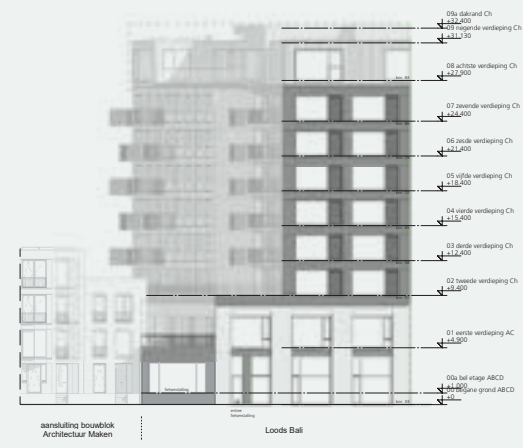 09a dakrand Ch
+32,400
09 negende verdieping Ch
+31,130
08 achtste verdieping Ch
+27,900
07 zevende verdieping Ch
+24,400
06 zesde verdieping Ch
+21,400
05 vijfde verdieping Ch
+18,400
04 vierde verdieping Ch
+15,400
03 derde verdieping Ch
+12,400
02 tweede verdieping Ch
+9,400
01 eerste verdieping AC
+4,900
00a bel etage ABCD
+1,000
00 begane grond ABCD
+0
fietsenstalling
entree
fietsenstalling
aansluiting bouwblok
Architectuur Maken
Loods Bali